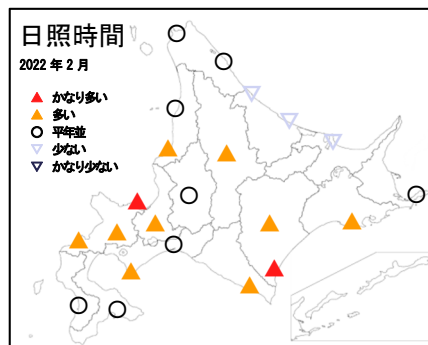 日照時間
2022 年 2 月
かなり多い
多い
平年並
少ない
かなり少ない